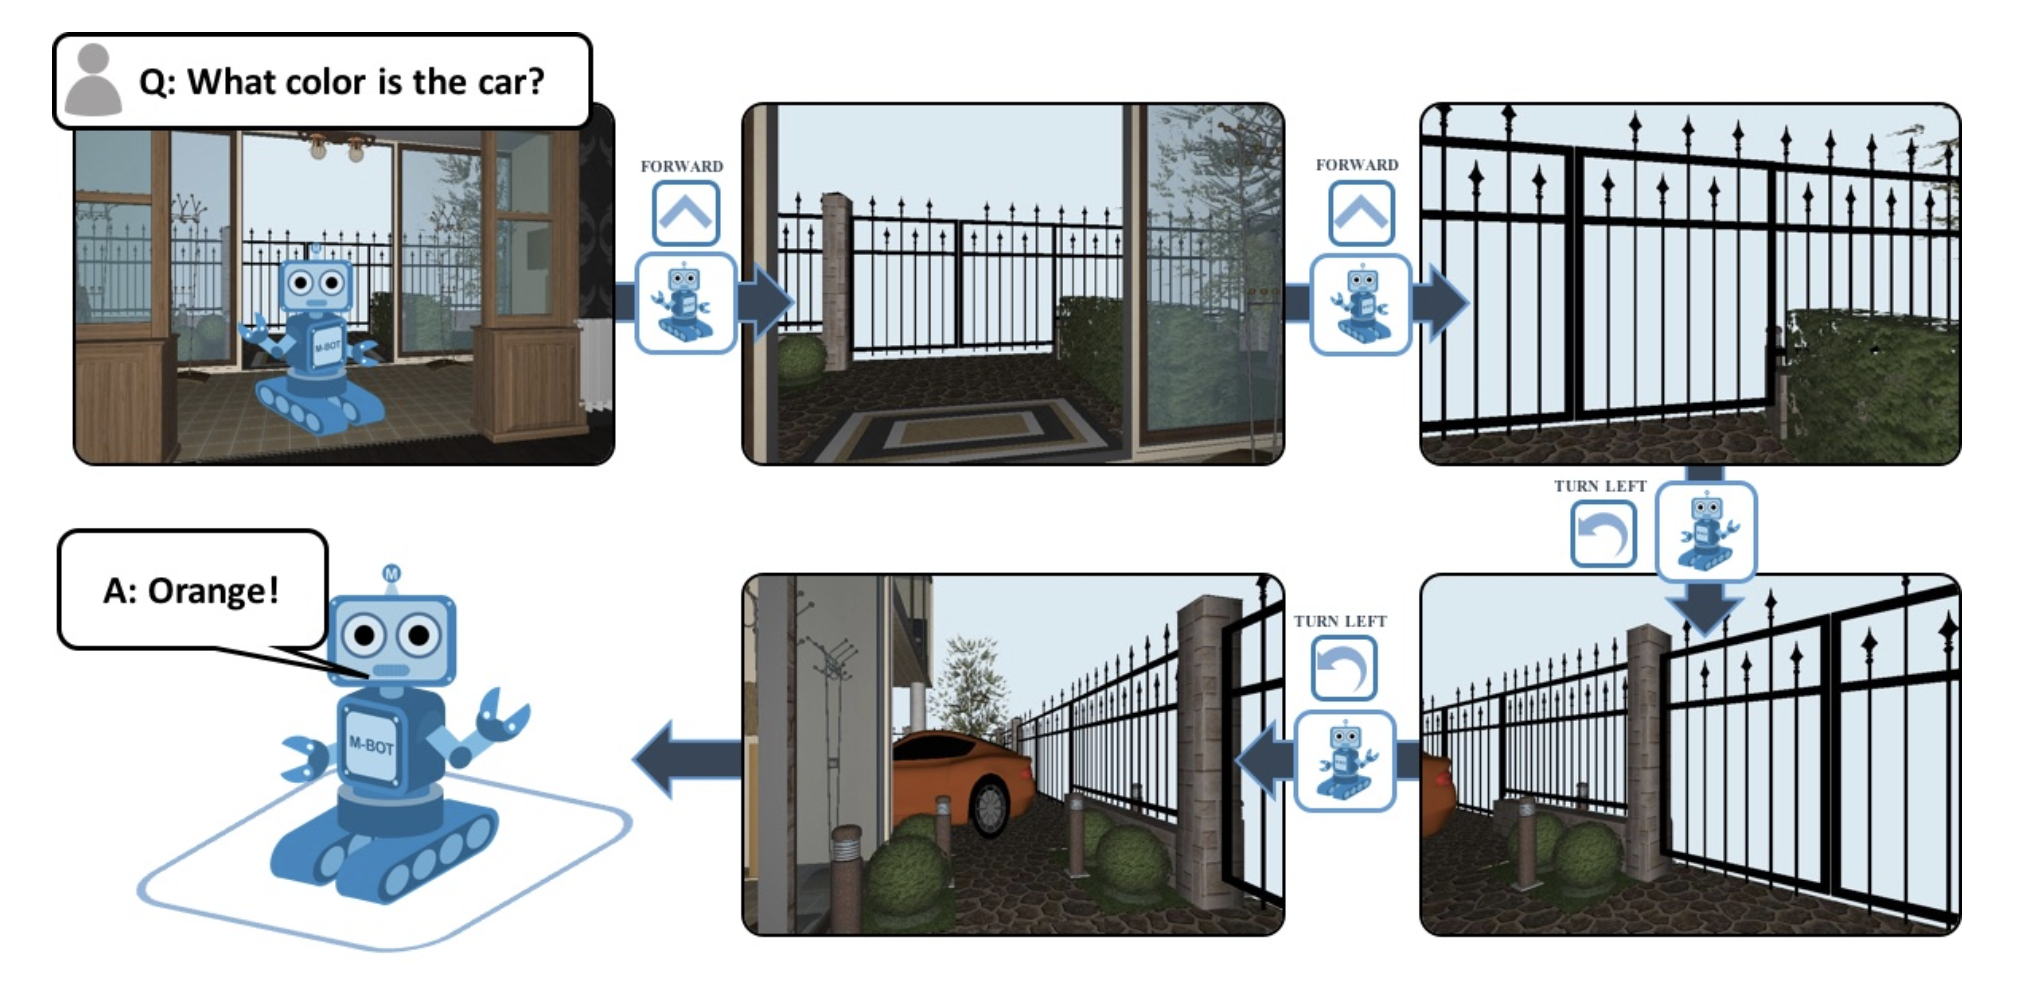 Q: What color is the car?
M-BOT
FORWARD
FORWARD
TURN LEFT
TURN LEFT
A: Orange!
M
M-BOT